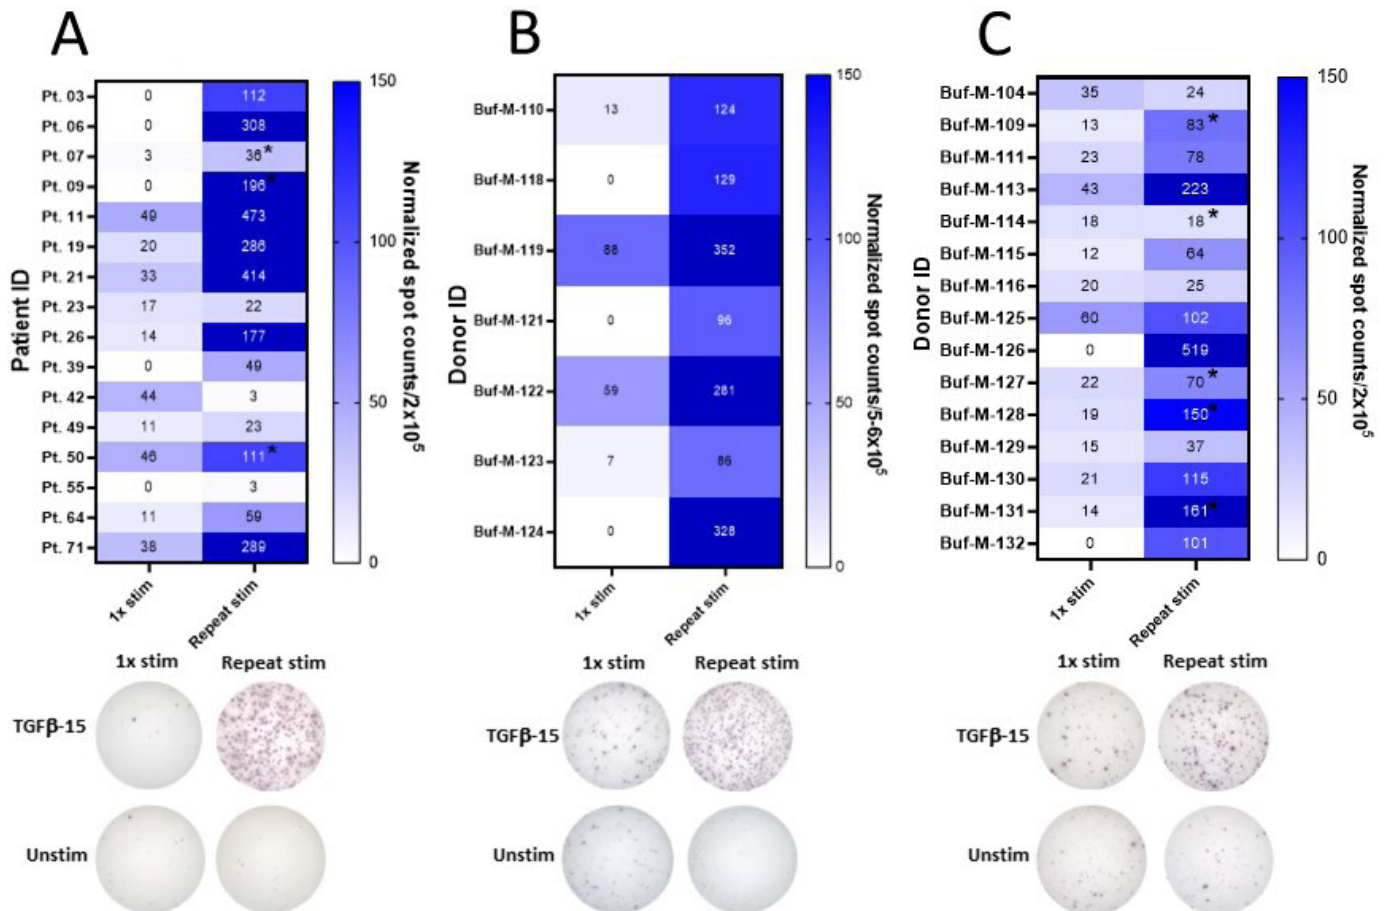 A
Patient ID
Pt. 03 0 112
Pt. 06 0 308
Pt. 07 3 36*
Pt. 09 0 196*
Pt. 11 49 473
Pt. 19 20 286
Pt. 21 33 414
Pt. 23 17 22
Pt. 26 14 177
Pt. 39 0 49
Pt. 42 44 3
Pt. 49 11 23
Pt. 50 46 111*
Pt. 55 0 3
Pt. 64 11 59
Pt. 71 38 289
1x stim Repeat stim
150
100
50
0
Normalized spot counts/2x10⁵
1x stim Repeat stim
TGFβ-15
Unstim
B
Donor ID
Buf-M-110 13 124
Buf-M-118 0 129
Buf-M-119 88 352
Buf-M-121 0 96
Buf-M-122 59 281
Buf-M-123 7 86
Buf-M-124 0 328
1x stim Repeat stim
150
100
50
0
Normalized spot counts/5-6x10⁵
1x stim Repeat stim
TGFβ-15
Unstim
C
Donor ID
Buf-M-104 35 24
Buf-M-109 13 83*
Buf-M-111 23 78
Buf-M-113 43 223
Buf-M-114 18 18*
Buf-M-115 12 64
Buf-M-116 20 25
Buf-M-125 60 102
Buf-M-126 0 519
Buf-M-127 22 70*
Buf-M-128 19 150*
Buf-M-129 15 37
Buf-M-130 21 115
Buf-M-131 14 161*
Buf-M-132 0 101
1x stim Repeat stim
150
100
50
0
Normalized spot counts/2x10⁵
1x stim Repeat stim
TGFβ-15
Unstim